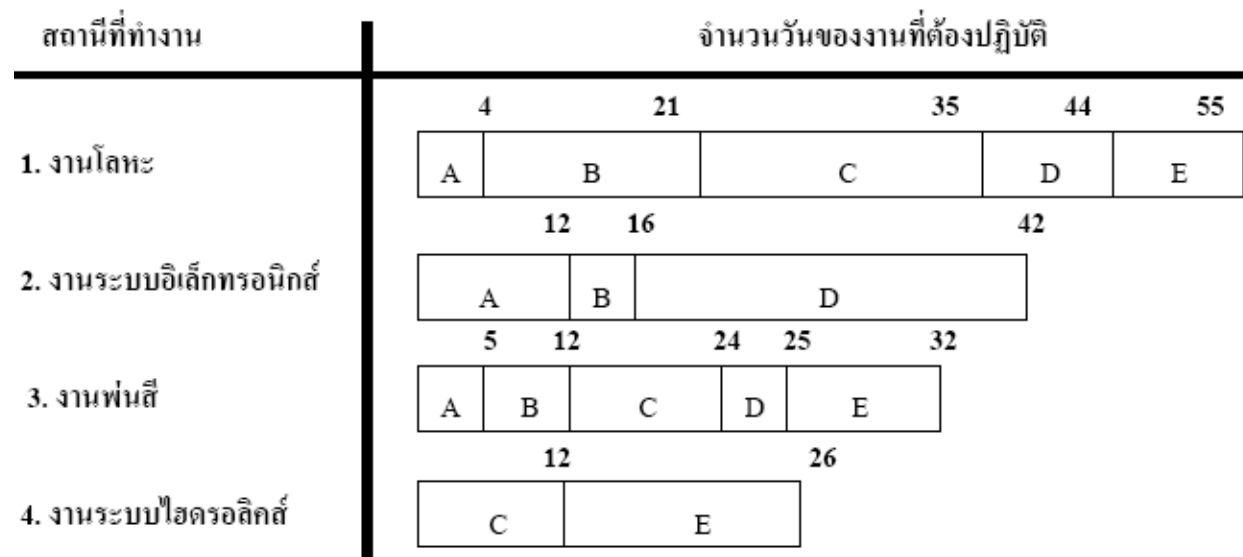 สถานีที่ทำงาน จำนวนวันของงานที่ต้องปฏิบัติ
4 21 35 44 55
1. งานโลหะ A B C D E
12 16 42
2. งานระบบอิเล็กทรอนิกส์ A B D
5 12 24 25 32
3. งานพ่นสี A B C D E
12 26
4. งานระบบไฮดรอลิคส์ C E